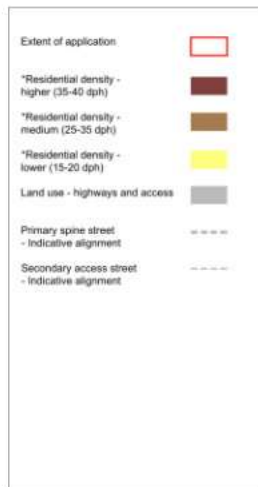 Extent of application
*Residential density -
higher (35-40 dph)
*Residential density -
medium (25-35 dph)
*Residential density -
lower (15-20 dph)
Land use - highways and access
Primary spine street
- Indicative alignment
Secondary access street
- Indicative alignment